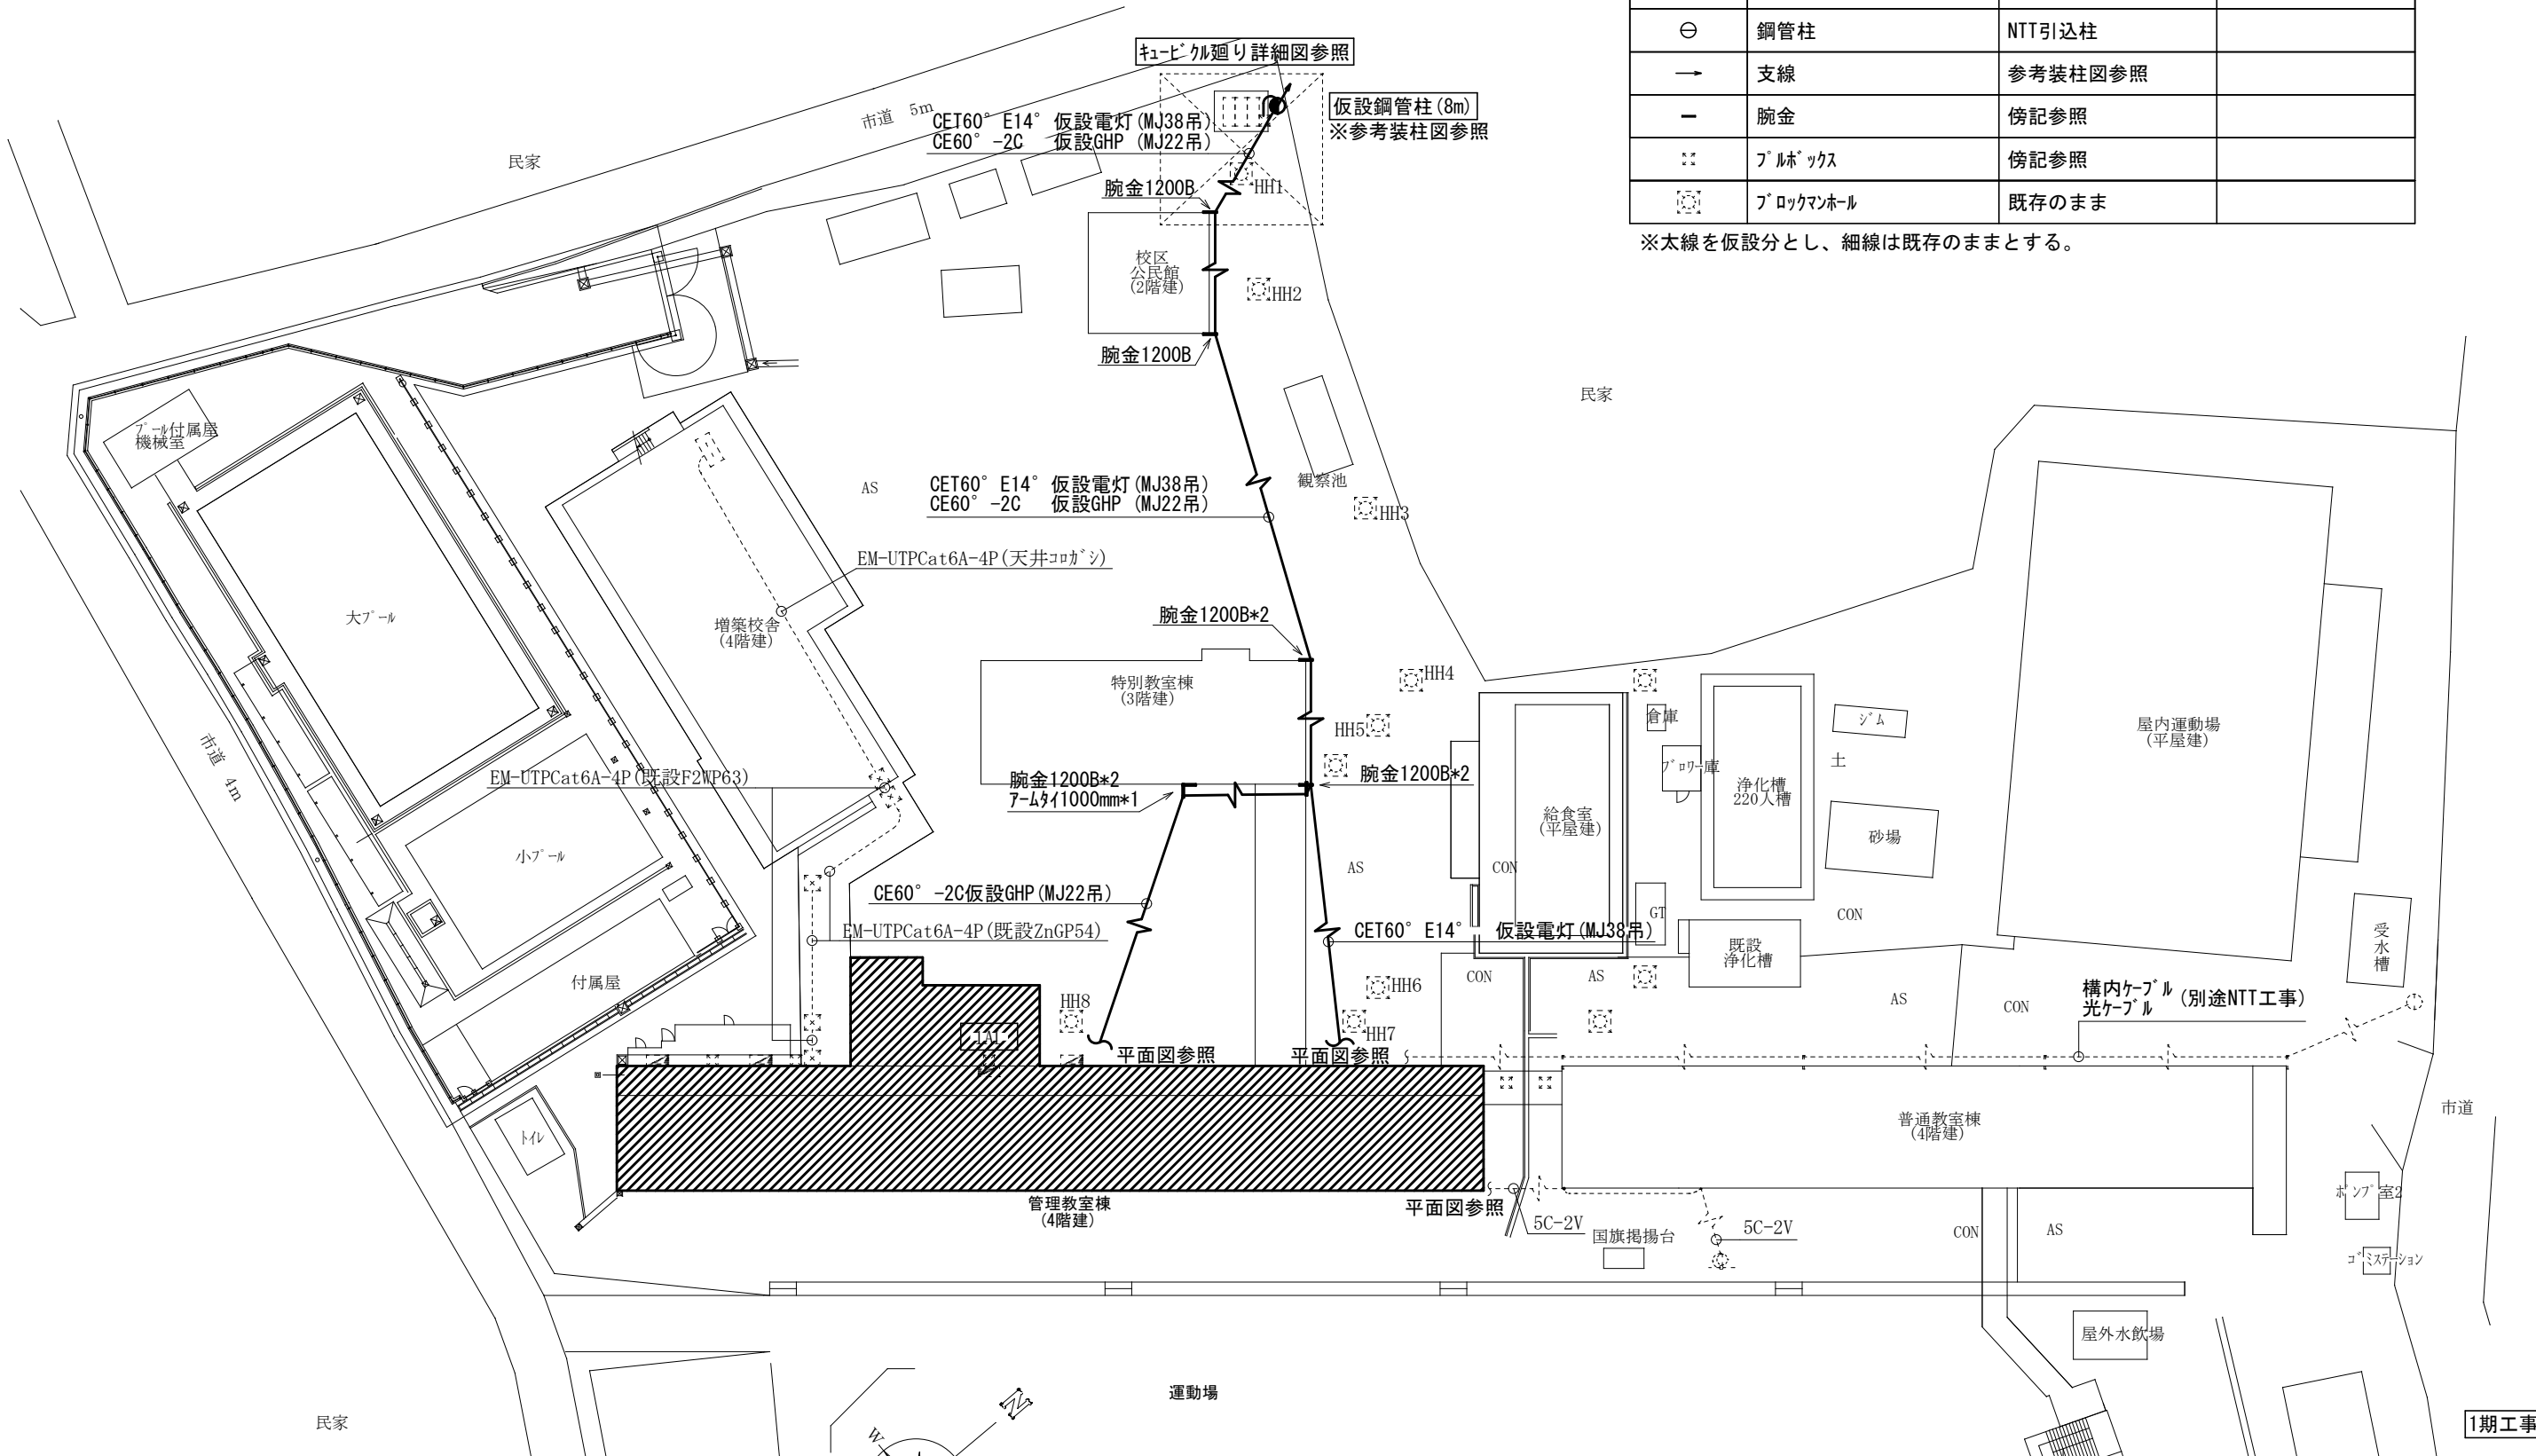 鋼管柱 NTT引込柱
支線 参考装柱図参照
腕金 傍記参照
プルボックス 傍記参照
ブロックマンホール 既存のまま
※太線を仮設分とし、細線は既存のままとする。
キュービクル廻り詳細図参照
仮設鋼管柱(8m)
※参考装柱図参照
市道 5m
CET60° E14° 仮設電灯(MJ38吊)
CE60°-2C 仮設GHP (MJ22吊)
民家
腕金1200B
HH1
校区
公民館
(2階建)
HH2
腕金1200B
民家
プール付属屋
機械室
AS
CET60° E14° 仮設電灯(MJ38吊)
CE60°-2C 仮設GHP (MJ22吊)
観察池
HH3
EM-UTPCat6A-4P(天井コロガシ)
大プール
増築校舎
(4階建)
腕金1200B*2
特別教室棟
(3階建)
HH4
HH5
倉庫
ジム
屋内運動場
(平屋建)
市道 4m
EM-UTPCat6A-4P(既設F2WP63)
腕金1200B*2
アームタイ1000mm*1
腕金1200B*2
ブロワー庫
土
浄化槽
220人槽
給食室
(平屋建)
砂場
小プール
AS
CON
CE60°-2C仮設GHP(MJ22吊)
GT
CON
EM-UTPCat6A-4P(既設ZnGP54)
CET60° E14° 仮設電灯(MJ38吊)
既設
浄化槽
受水槽
付属屋
CON
AS
HH6
HH8
HH7
AS
CON
構内ケーブル
光ケーブル
(別途NTT工事)
平面図参照
平面図参照
トイレ
普通教室棟
(4階建)
市道
管理教室棟
(4階建)
平面図参照
5C-2V
国旗掲揚台
5C-2V
CON
AS
ポンプ室2
ゴミステーション
屋外水飲場
運動場
民家
N
W
1期工事